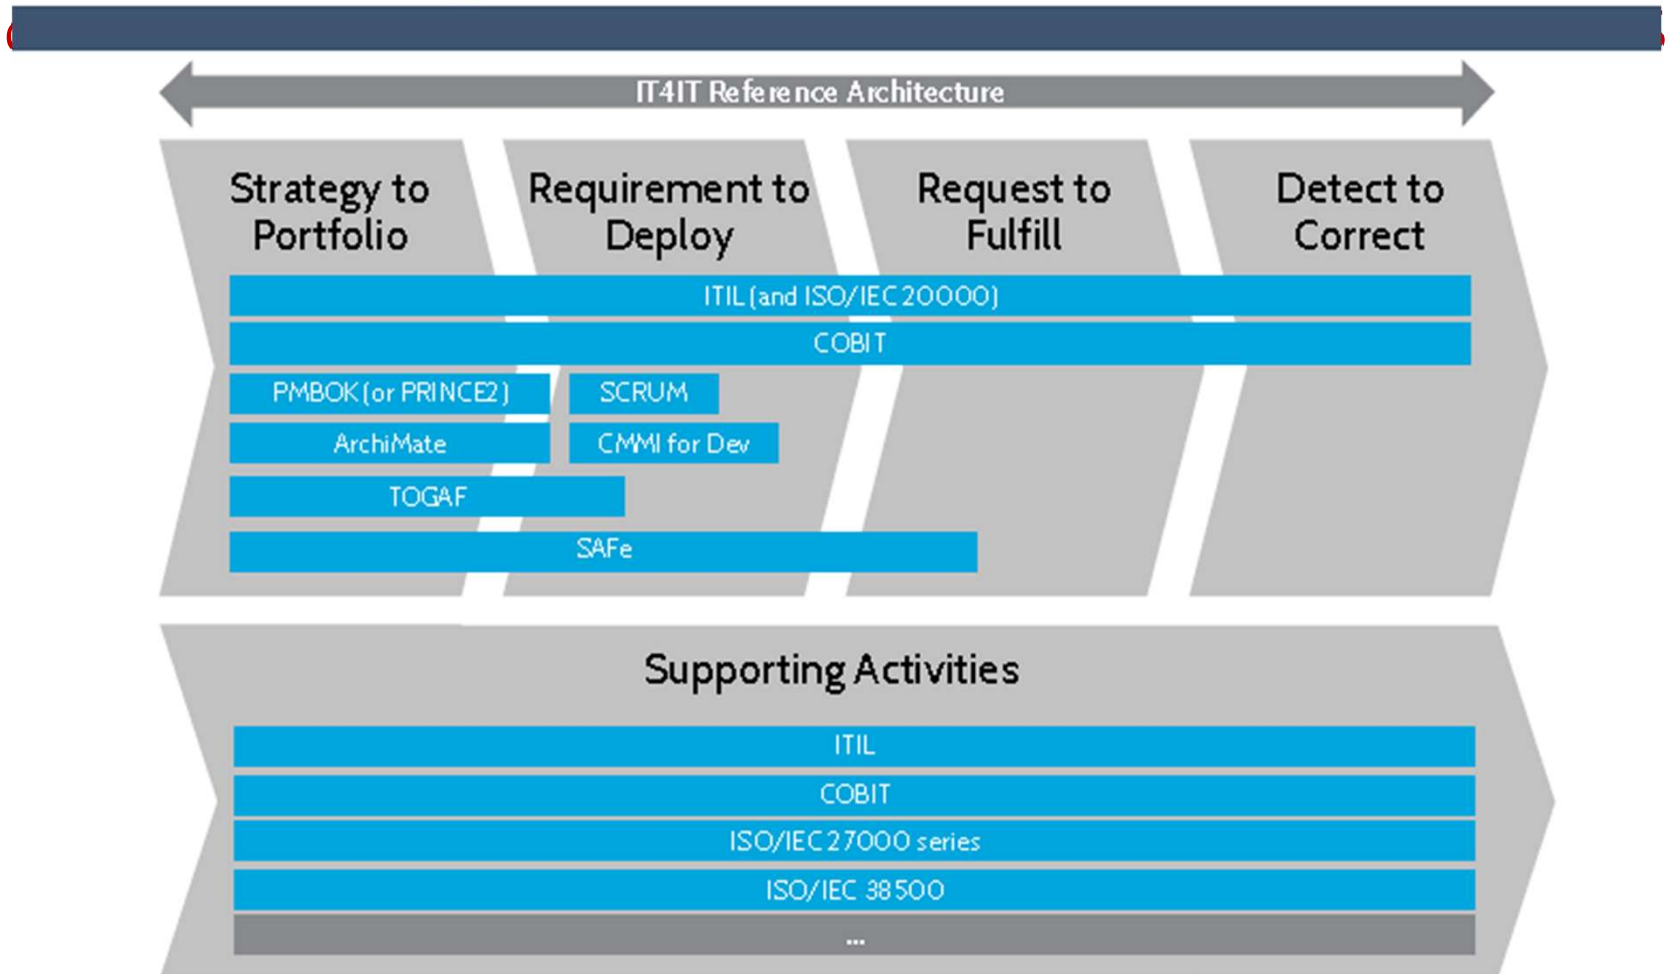 IT4IT Reference Architecture
Strategy to
Portfolio
Requirement to
Deploy
Request to
Fulfill
Detect to
Correct
ITIL (and ISO/IEC 20000)
COBIT
PMBOK (or PRINCE2)
SCRUM
ArchiMate
CMMI for Dev
TOGAF
SAFe
Supporting Activities
ITIL
COBIT
ISO/IEC 27000 series
ISO/IEC 38500
...